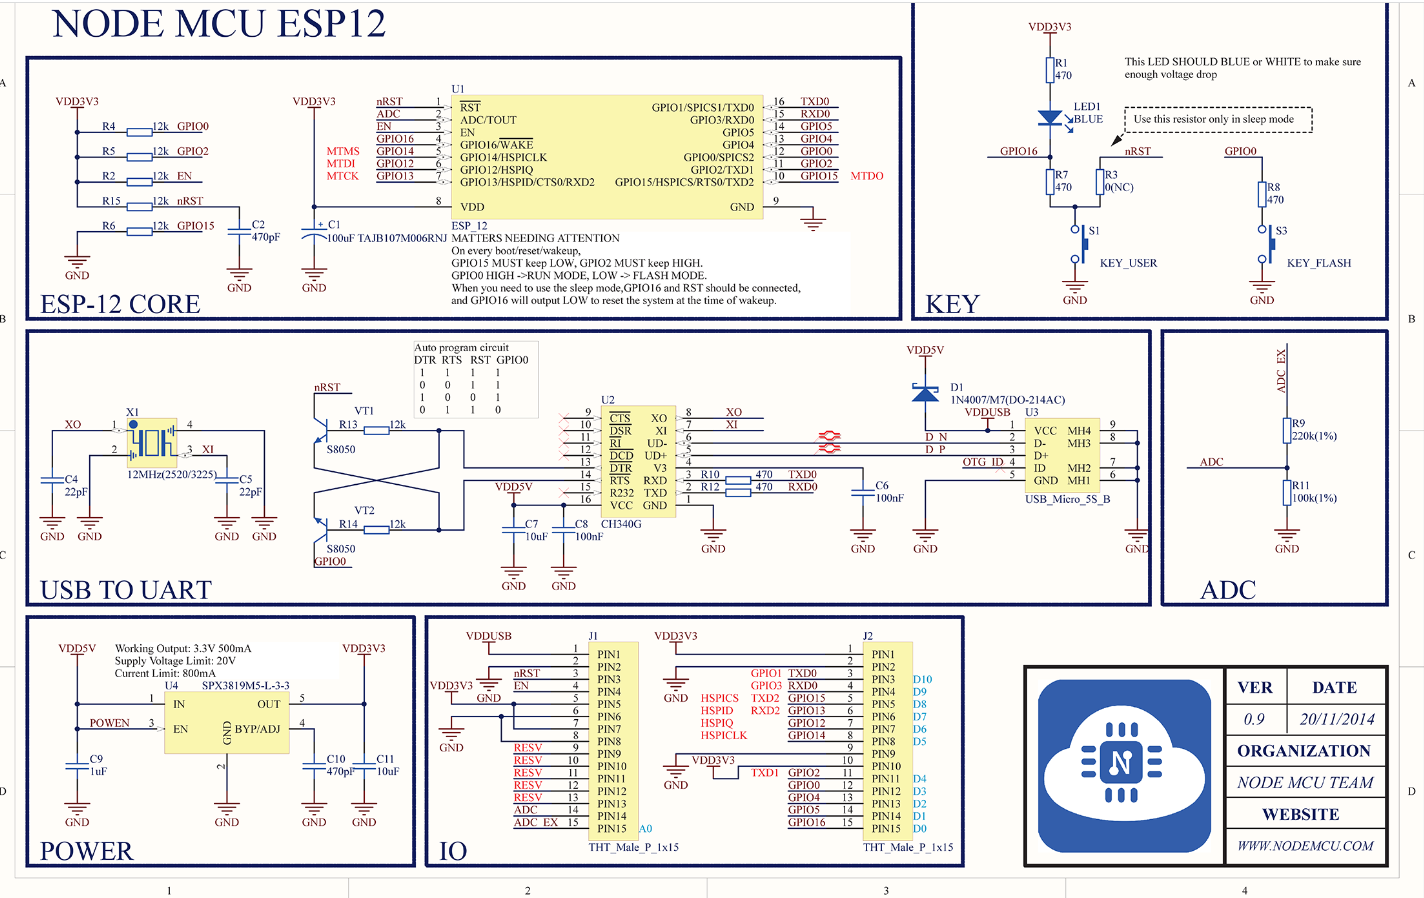 NODE MCU ESP12
A
B
C
D
VDD3V3
R4 12k GPIO0
R5 12k GPIO2
R2 12k EN
R15 12k nRST
R6 12k GPIO15
C2
470pF
GND
GND
VDD3V3
C1
100uF TAJB107M006RNJ
GND
U1
nRST 1 RST
ADC 2 ADC/TOUT
EN 3 EN
GPIO16 4 GPIO16/WAKE
MTMS GPIO14 5 GPIO14/HSPICLK
MTDI GPIO12 6 GPIO12/HSPIQ
MTCK GPIO13 7 GPIO13/HSPID/CTS0/RXD2
8 VDD
GPIO1/SPICS1/TXD0 16 TXD0
GPIO3/RXD0 15 RXD0
GPIO5 14 GPIO5
GPIO4 13 GPIO4
GPIO0/SPICS2 12 GPIO0
GPIO2/TXD1 11 GPIO2
GPIO15/HSPICS/RTS0/TXD2 10 GPIO15 MTDO
GND 9
GND
ESP_12
MATTERS NEEDING ATTENTION
On every boot/reset/wakeup,
GPIO15 MUST keep LOW, GPIO2 MUST keep HIGH.
GPIO0 HIGH ->RUN MODE, LOW -> FLASH MODE.
When you need to use the sleep mode,GPIO16 and RST should be connected,
and GPIO16 will output LOW to reset the system at the time of wakeup.
ESP-12 CORE
VDD3V3
R1
470
This LED SHOULD BLUE or WHITE to make sure
enough voltage drop
LED1
BLUE
Use this resistor only in sleep mode
GPIO16
nRST
GPIO0
R7
470
R3
0(NC)
R8
470
S1
KEY_USER
S3
KEY_FLASH
GND
GND
KEY
X1
XO 1
2
4
3 XI
12MHz(2520/3225)
C4
22pF
C5
22pF
GND GND GND GND
Auto program circuit
DTR RTS RST GPIO0
1 1 1 1
0 0 1 1
1 0 0 1
0 1 1 0
nRST
VT1
R13 12k
S8050
VT2
R14 12k
S8050
GPIO0
U2
9 CTS
10 DSR
11 RI
12 DCD
13 DTR
14 RTS
15 R232
16 VCC
XO 8 XO
XI 7 XI
UD- 6
UD+ 5
V3 4
RXD 3 R10 470 TXD0
TXD 2 R12 470 RXD0
GND 1
CH340G
VDD5V
C7
10uF
C8
100nF
GND GND
GND
C6
100nF
GND
VDD5V
D1
1N4007/M7(DO-214AC)
VDDUSB
U3
1 VCC
D_N 2 D-
D_P 3 D+
OTG_ID 4 ID
5 GND
MH4 9
MH3 8
MH2 7
MH1 6
USB_Micro_5S_B
GND
GND
USB TO UART
ADC_EX
R9
220k(1%)
ADC
R11
100k(1%)
GND
ADC
VDD5V
Working Output: 3.3V 500mA
Supply Voltage Limit: 20V
Current Limit: 800mA
VDD3V3
U4 SPX3819M5-L-3-3
1 IN
OUT 5
POWEN 3 EN
BYP/ADJ 4
GND
2
C9
1uF
C10
470pF
C11
10uF
GND GND GND GND
POWER
VDDUSB
J1
1 PIN1
2 PIN2
nRST 3 PIN3
EN 4 PIN4
5 PIN5
6 PIN6
7 PIN7
8 PIN8
RESV 9 PIN9
RESV 10 PIN10
RESV 11 PIN11
RESV 12 PIN12
RESV 13 PIN13
ADC 14 PIN14
ADC_EX 15 PIN15 A0
THT_Male_P_1x15
GND
VDD3V3
GND
VDD3V3
J2
1 PIN1
2 PIN2
GPIO1 TXD0 3 PIN3 D10
GPIO3 RXD0 4 PIN4 D9
HSPICS TXD2 GPIO15 5 PIN5 D8
HSPID RXD2 GPIO13 6 PIN6 D7
HSPIQ GPIO12 7 PIN7 D6
HSPICLK GPIO14 8 PIN8 D5
9 PIN9
10 PIN10
TXD1 GPIO2 11 PIN11 D4
GPIO0 12 PIN12 D3
GPIO4 13 PIN13 D2
GPIO5 14 PIN14 D1
GPIO16 15 PIN15 D0
THT_Male_P_1x15
GND
VDD3V3
GND
IO
N
VER DATE
0.9 20/11/2014
ORGANIZATION
NODE MCU TEAM
WEBSITE
WWW.NODEMCU.COM
A
B
C
D
1 2 3 4